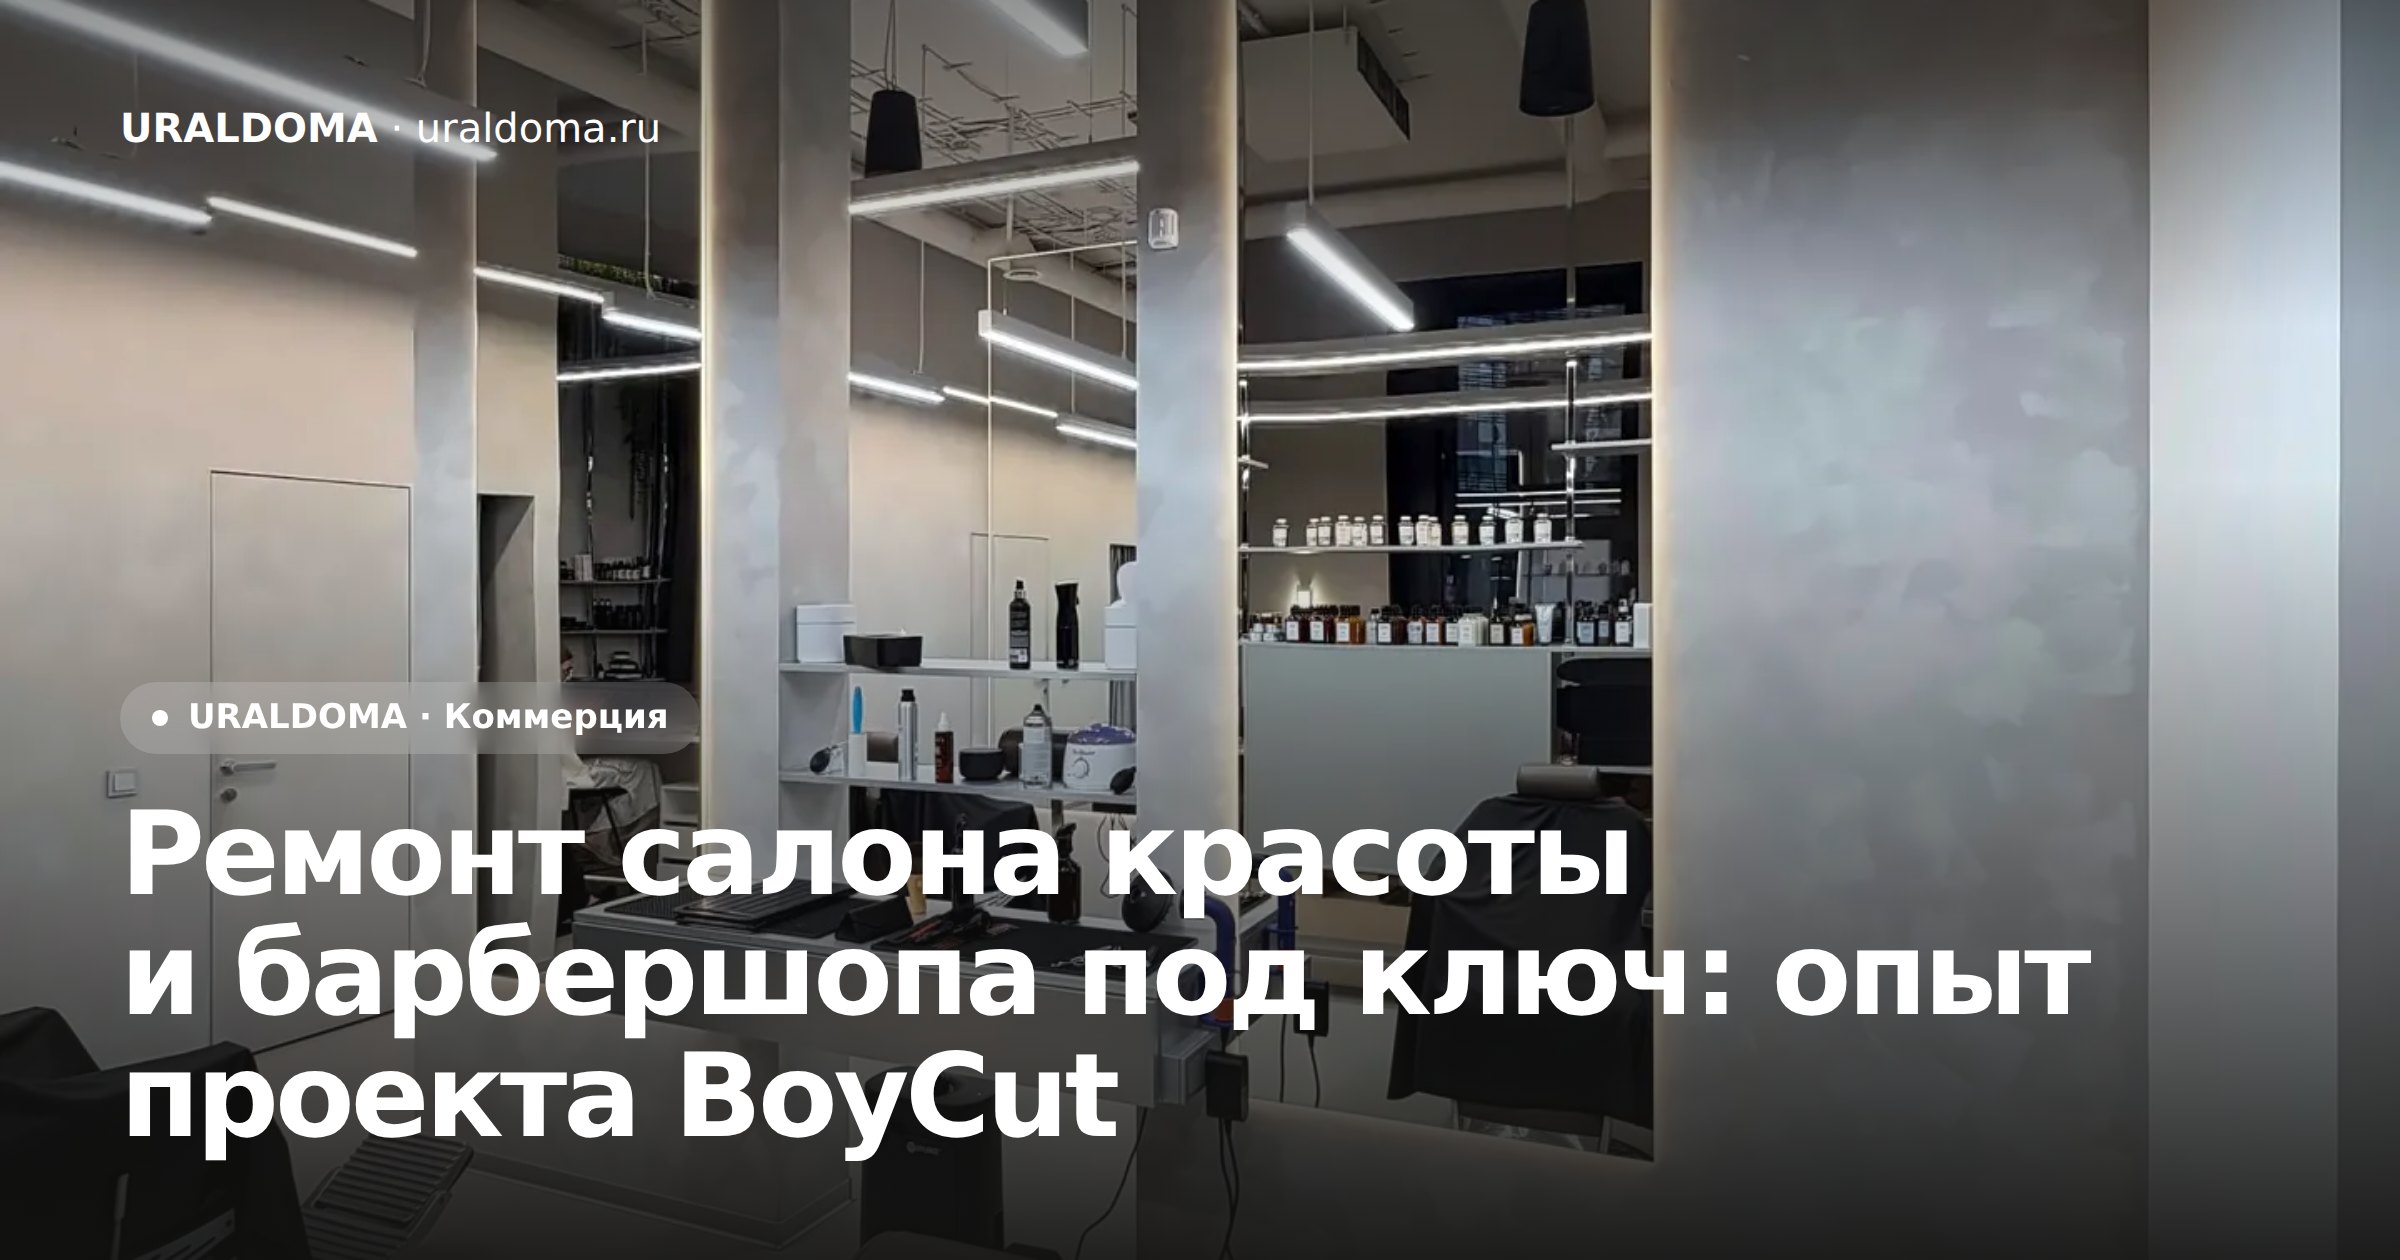 URALDOMA · uraldoma.ru
URALDOMA · Коммерция
Ремонт салона красоты
и барбершопа под ключ: опыт
проекта BoyCut